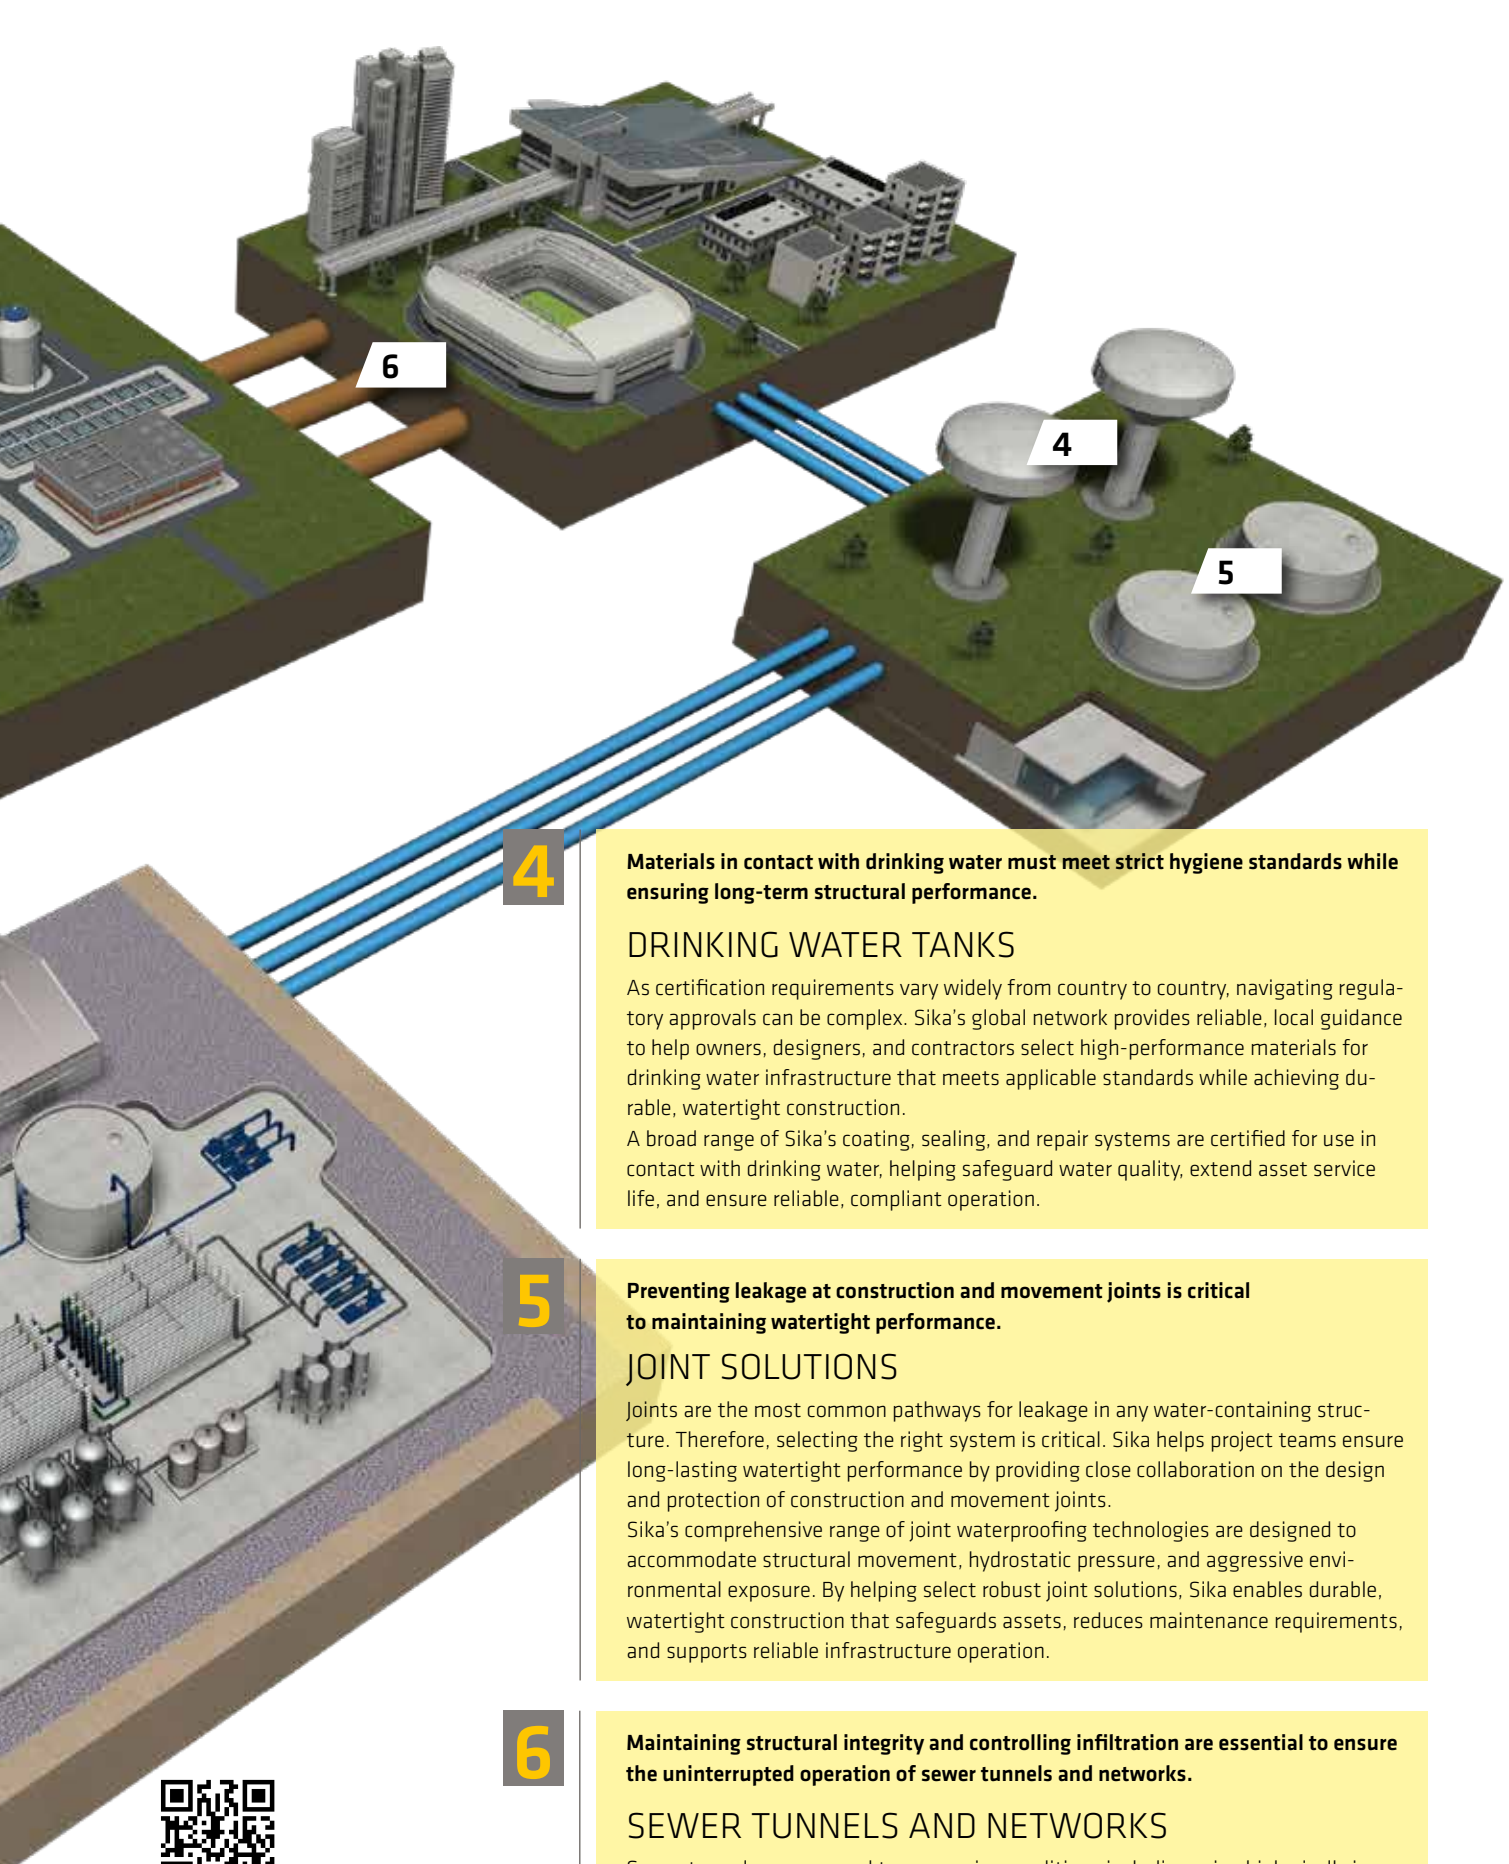 6
4
5
4
Materials in contact with drinking water must meet strict hygiene standards while
ensuring long-term structural performance.
DRINKING WATER TANKS
As certification requirements vary widely from country to country, navigating regula-
tory approvals can be complex. Sika's global network provides reliable, local guidance
to help owners, designers, and contractors select high-performance materials for
drinking water infrastructure that meets applicable standards while achieving du-
rable, watertight construction.
A broad range of Sika's coating, sealing, and repair systems are certified for use in
contact with drinking water, helping safeguard water quality, extend asset service
life, and ensure reliable, compliant operation.
5
Preventing leakage at construction and movement joints is critical
to maintaining watertight performance.
JOINT SOLUTIONS
Joints are the most common pathways for leakage in any water-containing struc-
ture. Therefore, selecting the right system is critical. Sika helps project teams ensure
long-lasting watertight performance by providing close collaboration on the design
and protection of construction and movement joints.
Sika's comprehensive range of joint waterproofing technologies are designed to
accommodate structural movement, hydrostatic pressure, and aggressive envi-
ronmental exposure. By helping select robust joint solutions, Sika enables durable,
watertight construction that safeguards assets, reduces maintenance requirements,
and supports reliable infrastructure operation.
6
Maintaining structural integrity and controlling infiltration are essential to ensure
the uninterrupted operation of sewer tunnels and networks.
SEWER TUNNELS AND NETWORKS